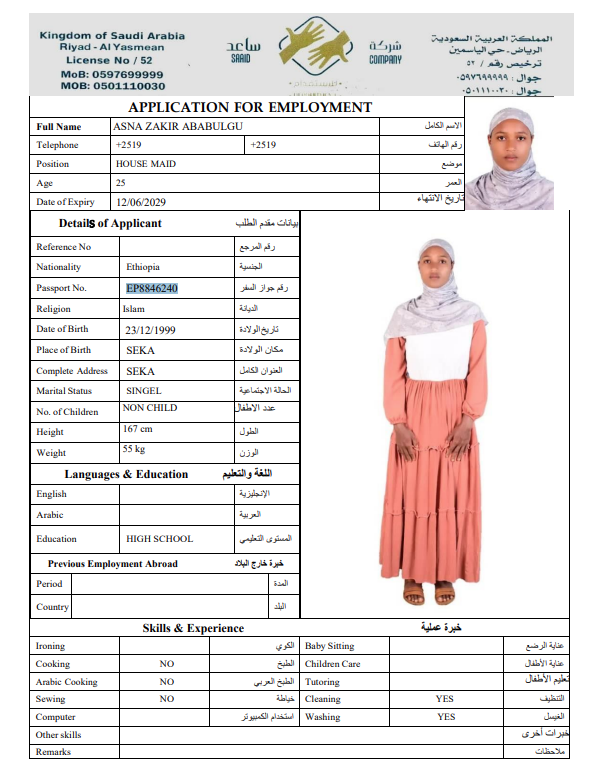 Kingdom of Saudi Arabia
Riyad - Al Yasmean
License No / 52
MoB: 0597699999
MOB: 0501110030
ساعد
SAAID
شركة
COMPANY
المملكة العربية السعودية
الرياض - حي الياسمين
ترخيص رقم / ٥٢
جوال : ٠٥٩٧٦٩٩٩٩٩
جوال : ٠٥٠١١١٠٠٣٠
APPLICATION FOR EMPLOYMENT
Full Name ASNA ZAKIR ABABULGU الاسم الكامل
Telephone +2519 +2519 رقم الهاتف
Position HOUSE MAID موضع
Age 25 العمر
Date of Expiry 12/06/2029 تاريخ الانتهاء
Details of Applicant بيانات مقدم الطلب
Reference No رقم المرجع
Nationality Ethiopia الجنسية
Passport No. EP8846240 رقم جواز السفر
Religion Islam الديانة
Date of Birth 23/12/1999 تاريخ الولادة
Place of Birth SEKA مكان الولادة
Complete Address SEKA العنوان الكامل
Marital Status SINGEL الحالة الاجتماعية
No. of Children NON CHILD عدد الاطفال
Height 167 cm الطول
Weight 55 kg الوزن
Languages & Education اللغة والتعليم
English الإنجليزية
Arabic العربية
Education HIGH SCHOOL المستوى التعليمي
Previous Employment Abroad خبرة خارج البلاد
Period المدة
Country البلد
Skills & Experience خبرة عملية
Ironing الكوي Baby Sitting عناية الرضع
Cooking NO الطبخ Children Care عناية الأطفال
Arabic Cooking NO الطبخ العربي Tutoring تعليم الأطفال
Sewing NO خياطة Cleaning YES التنظيف
Computer استخدام الكمبيوتر Washing YES الغيسل
Other skills خبرات أخرى
Remarks ملاحظات